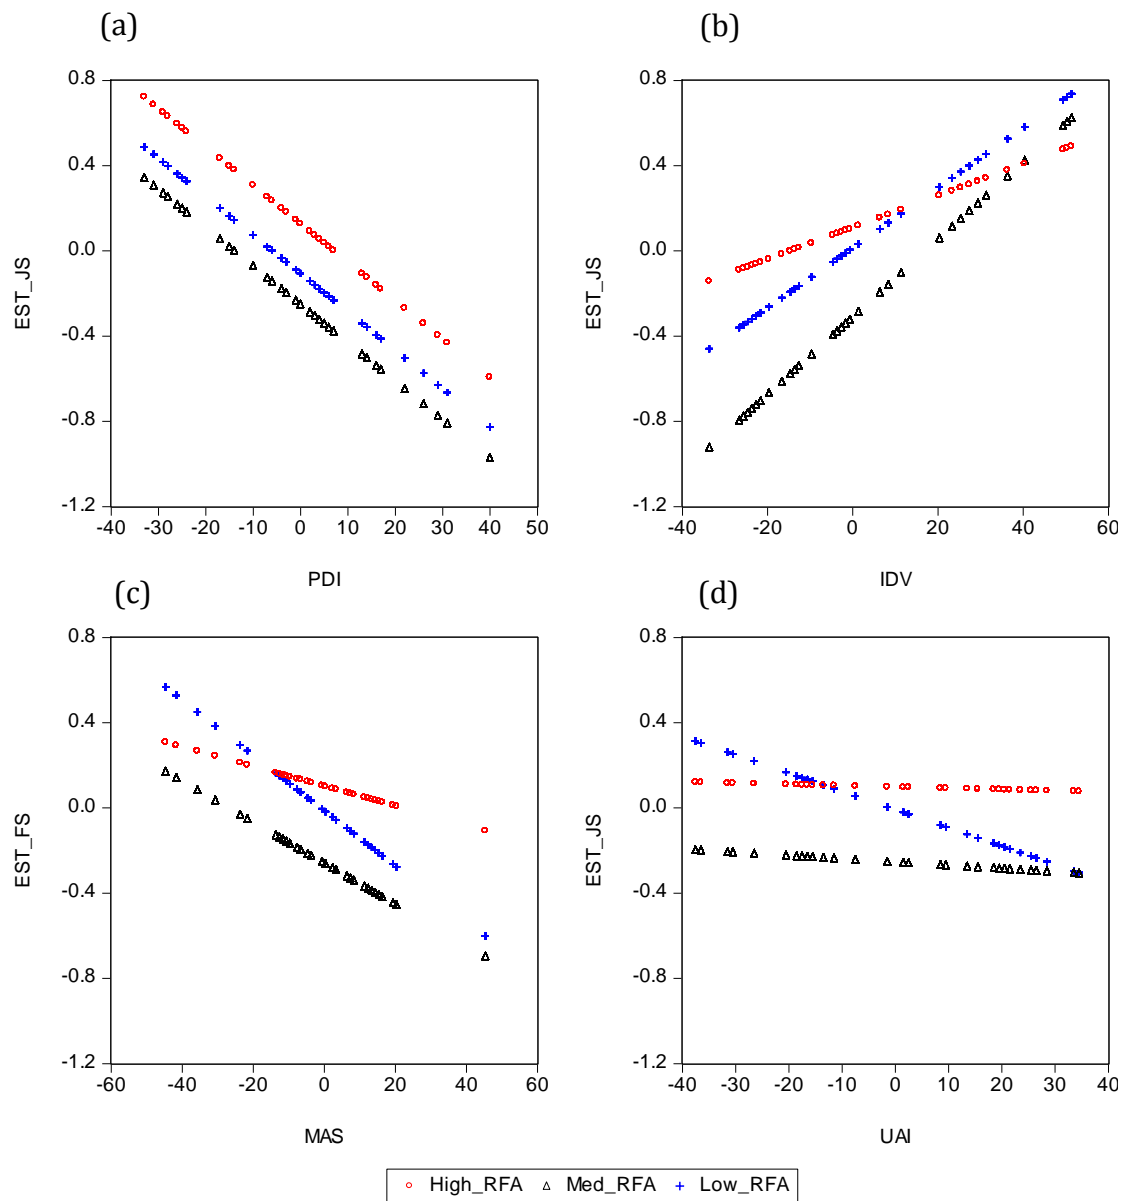 (a)
(b)
0.8
0.4
0.0
-0.4
-0.8
-1.2
EST_JS
-40 -30 -20 -10 0 10 20 30 40 50
PDI
0.8
0.4
0.0
-0.4
-0.8
-1.2
EST_JS
-40 -20 0 20 40 60
IDV
(c)
(d)
0.8
0.4
0.0
-0.4
-0.8
-1.2
EST_FS
-60 -40 -20 0 20 40 60
MAS
0.8
0.4
0.0
-0.4
-0.8
-1.2
EST_JS
-40 -30 -20 -10 0 10 20 30 40
UAI
High_RFA Med_RFA Low_RFA